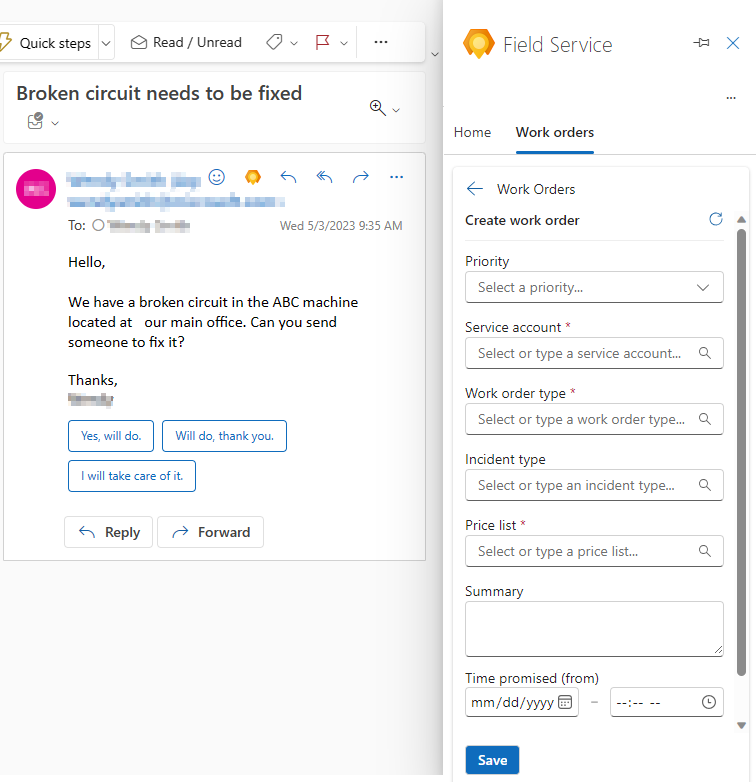 Quick steps
Read / Unread
Broken circuit needs to be fixed
To:
Wed 5/3/2023 9:35 AM
Hello,
We have a broken circuit in the ABC machine
located at   our main office. Can you send
someone to fix it?
Thanks,
Yes, will do.
Will do, thank you.
I will take care of it.
Reply
Forward
Field Service
Home
Work orders
Work Orders
Create work order
Priority
Select a priority...
Service account *
Select or type a service account...
Work order type *
Select or type a work order type...
Incident type
Select or type an incident type...
Price list *
Select or type a price list...
Summary
Time promised (from)
mm/dd/yyyy – --:-- --
Save